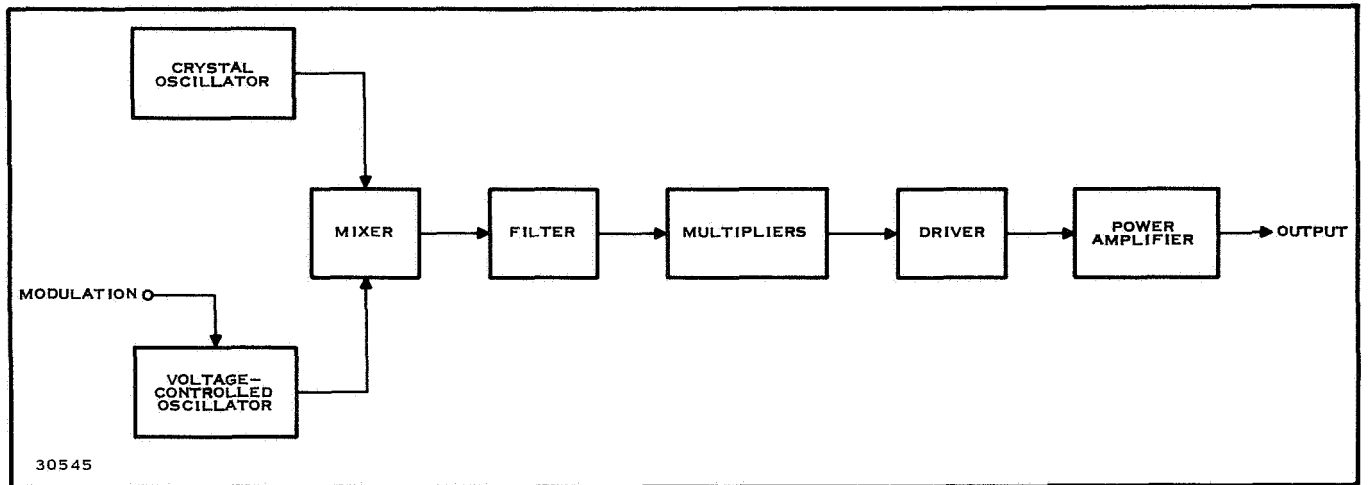 CRYSTAL
OSCILLATOR
MIXER
FILTER
MULTIPLIERS
DRIVER
POWER
AMPLIFIER
OUTPUT
MODULATION
VOLTAGE-
CONTROLLED
OSCILLATOR
30545